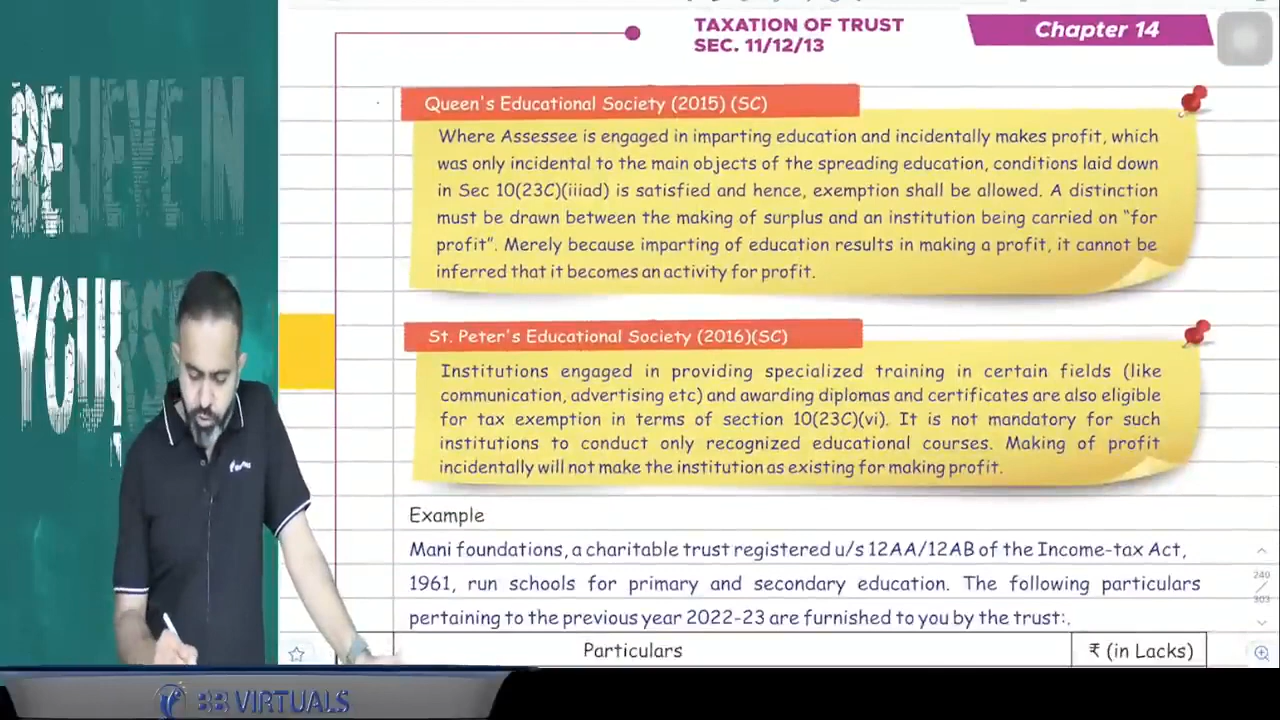 BELIEVE IN
YOURSELF
TAXATION OF TRUST
SEC. 11/12/13
Chapter 14
Queen's Educational Society (2015) (SC)
Where Assessee is engaged in imparting education and incidentally makes profit, which
was only incidental to the main objects of the spreading education, conditions laid down
in Sec 10(23C)(iiiad) is satisfied and hence, exemption shall be allowed. A distinction
must be drawn between the making of surplus and an institution being carried on “for
profit”. Merely because imparting of education results in making a profit, it cannot be
inferred that it becomes an activity for profit.
St. Peter's Educational Society (2016)(SC)
Institutions engaged in providing specialized training in certain fields (like
communication, advertising etc) and awarding diplomas and certificates are also eligible
for tax exemption in terms of section 10(23C)(vi). It is not mandatory for such
institutions to conduct only recognized educational courses. Making of profit
incidentally will not make the institution as existing for making profit.
Example
Mani foundations, a charitable trust registered u/s 12AA/12AB of the Income-tax Act,
1961, run schools for primary and secondary education. The following particulars
pertaining to the previous year 2022-23 are furnished to you by the trust:.
Particulars
₹ (in Lacks)
240
303
BB VIRTUALS